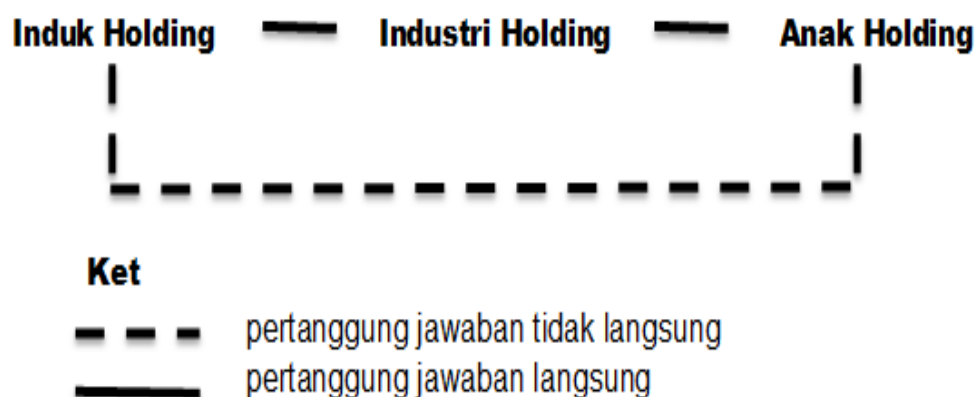 Induk Holding Industri Holding Anak Holding
Ket
pertanggung jawaban tidak langsung
pertanggung jawaban langsung